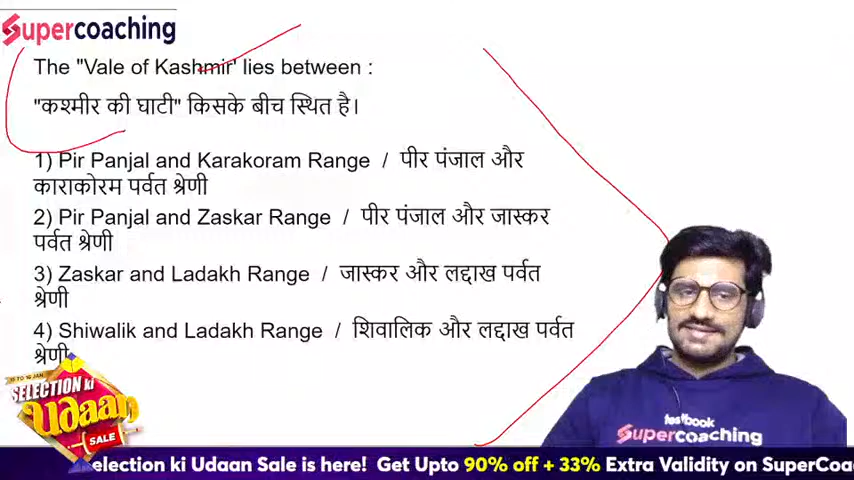 Supercoaching
The "Vale of Kashmir' lies between :
"कश्मीर की घाटी" किसके बीच स्थित है।
1) Pir Panjal and Karakoram Range / पीर पंजाल और
काराकोरम पर्वत श्रेणी
2) Pir Panjal and Zaskar Range / पीर पंजाल और जास्कर
पर्वत श्रेणी
3) Zaskar and Ladakh Range / जास्कर और लद्दाख पर्वत
श्रेणी
4) Shiwalik and Ladakh Range / शिवालिक और लद्दाख पर्वत
श्रेणी
SELECTION ki
udaan
SALE
testbook
Supercoaching
election ki Udaan Sale is here! Get Upto 90% off + 33% Extra Validity on SuperCoa